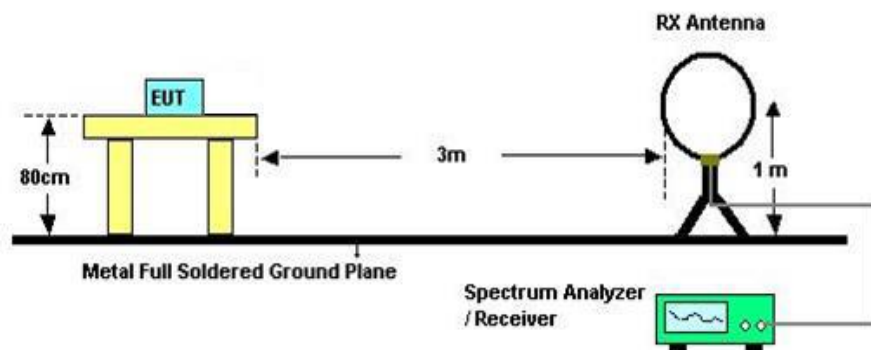 RX Antenna
EUT
80cm
3m
1 m
Metal Full Soldered Ground Plane
Spectrum Analyzer
/ Receiver